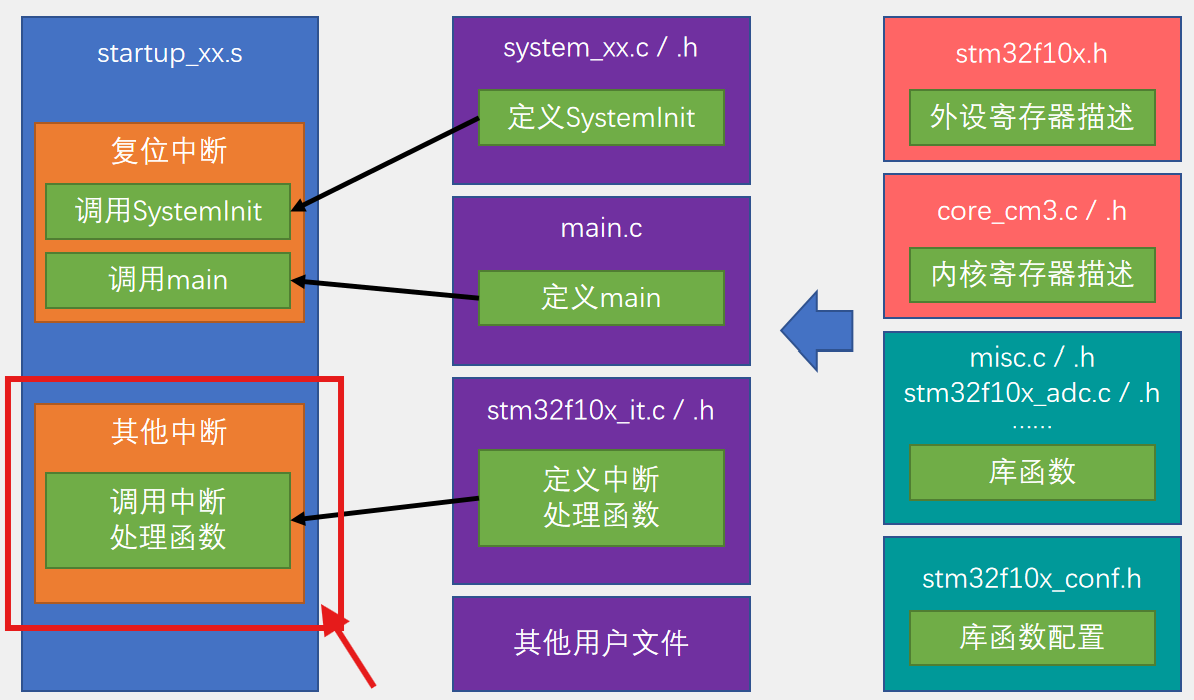 startup_xx.s
复位中断
调用SystemInit
调用main
其他中断
调用中断
处理函数
system_xx.c / .h
定义SystemInit
main.c
定义main
stm32f10x_it.c / .h
定义中断
处理函数
其他用户文件
stm32f10x.h
外设寄存器描述
core_cm3.c / .h
内核寄存器描述
misc.c / .h
stm32f10x_adc.c / .h
......
库函数
stm32f10x_conf.h
库函数配置